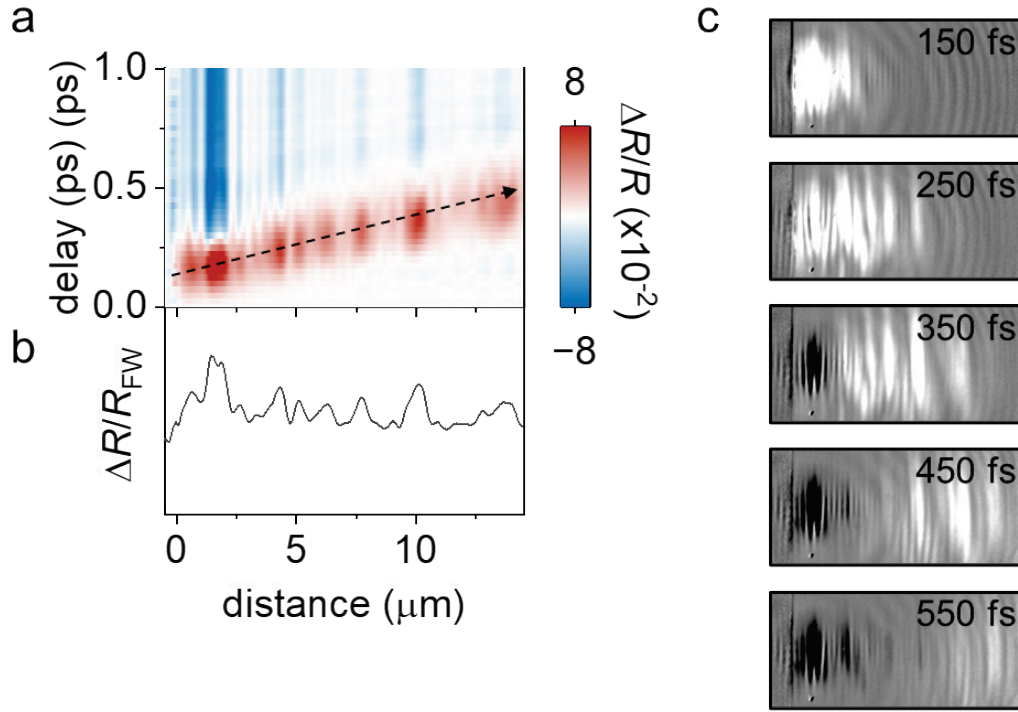 a
delay (ps) (ps)
1.0
0.5
0.0
8
ΔR/R (x10⁻²)
−8
b
ΔR/R_FW
0
5
10
distance (μm)
c
150 fs
250 fs
350 fs
450 fs
550 fs